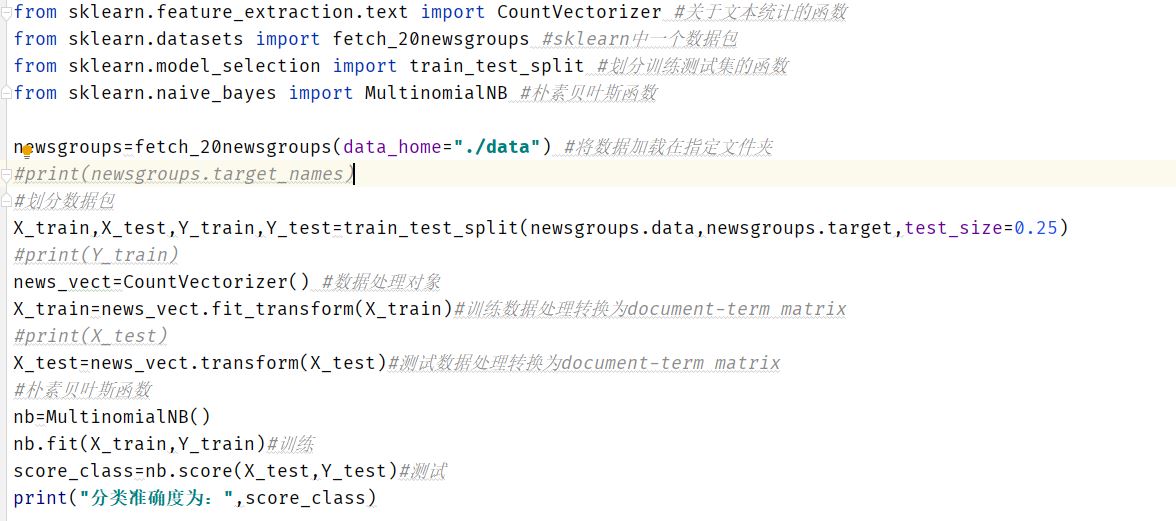 from sklearn.feature_extraction.text import CountVectorizer #关于文本统计的函数
from sklearn.datasets import fetch_20newsgroups #sklearn中一个数据包
from sklearn.model_selection import train_test_split #划分训练测试集的函数
from sklearn.naive_bayes import MultinomialNB #朴素贝叶斯函数
newsgroups=fetch_20newsgroups(data_home="./data") #将数据加载在指定文件夹
#print(newsgroups.target_names)
#划分数据包
X_train,X_test,Y_train,Y_test=train_test_split(newsgroups.data,newsgroups.target,test_size=0.25)
#print(Y_train)
news_vect=CountVectorizer() #数据处理对象
X_train=news_vect.fit_transform(X_train)#训练数据处理转换为document-term matrix
#print(X_test)
X_test=news_vect.transform(X_test)#测试数据处理转换为document-term matrix
#朴素贝叶斯函数
nb=MultinomialNB()
nb.fit(X_train,Y_train)#训练
score_class=nb.score(X_test,Y_test)#测试
print("分类准确度为：",score_class)